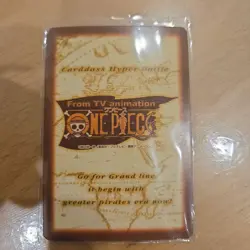 Carddass Hyper Battle
From TV animation
ワンピース
ONE PIECE
Go for Grand line
it begin with
greater pirates era now!